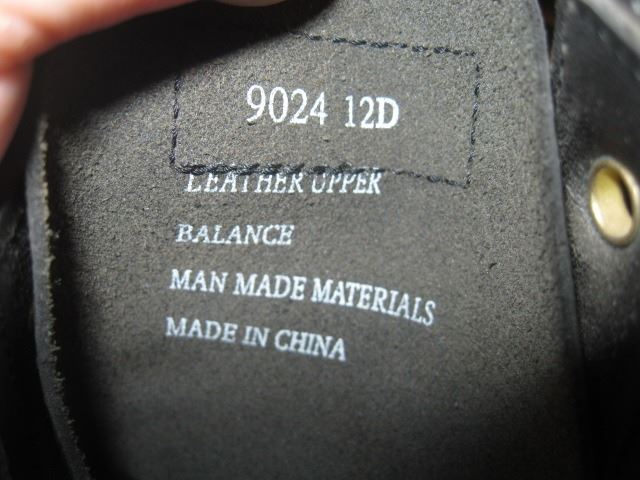 9024 12D
LEATHER UPPER
BALANCE
MAN MADE MATERIALS
MADE IN CHINA